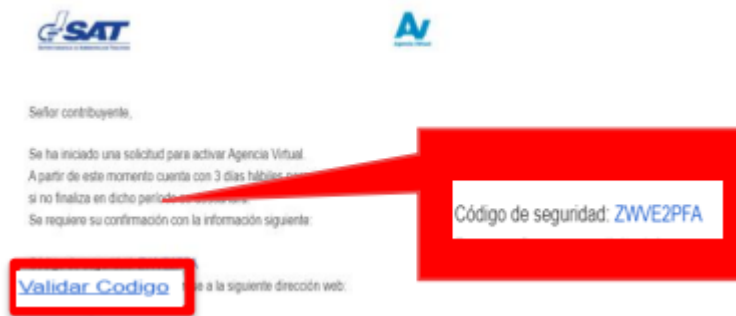 SAT
Av
Agencia Virtual
Señor contribuyente,
Se ha iniciado una solicitud para activar Agencia Virtual.
A partir de este momento cuenta con 3 días hábiles
si no finaliza en dicho período
Se requiere su confirmación con la información siguiente:
Código de seguridad: ZWVE2PFA
Validar Codigo
a la siguiente dirección web: